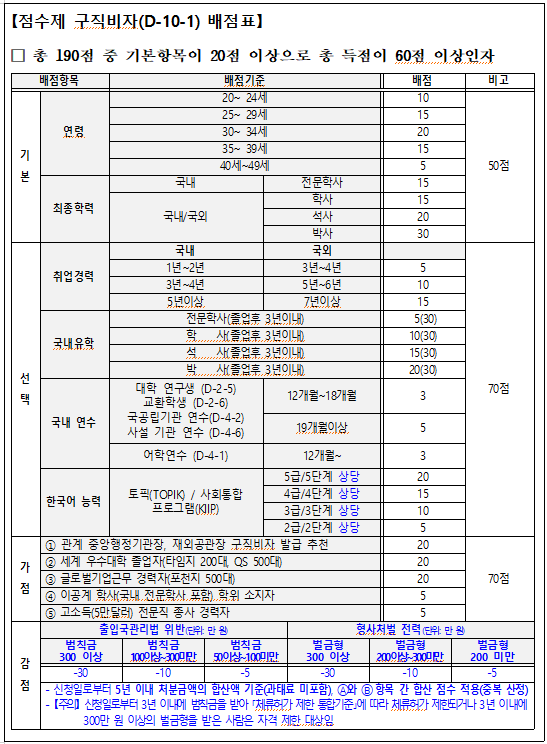 【점수제 구직비자(D-10-1) 배점표】
□ 총 190점 중 기본항목이 20점 이상으로 총 득점이 60점 이상인자
배점항목 배점기준 배점 비고
기본 연령 20~ 24세 10 50점
25~ 29세 15
30~ 34세 20
35~ 39세 15
40세~49세 5
최종학력 국내 전문학사 15
국내/국외 학사 15
석사 20
박사 30
선택 취업경력 국내 국외 70점
1년~2년 3년~4년 5
3년~4년 5년~6년 10
5년이상 7년이상 15
국내유학 전문학사(졸업후 3년이내) 5(30)
학 사(졸업후 3년이내) 10(30)
석 사(졸업후 3년이내) 15(30)
박 사(졸업후 3년이내) 20(30)
국내 연수 대학 연구생 (D-2-5)
교환학생 (D-2-6)
국공립기관 연수(D-4-2)
사설 기관 연수 (D-4-6)
12개월~18개월 3
19개월이상 5
어학연수 (D-4-1) 12개월~ 3
한국어 능력 토픽(TOPIK) / 사회통합
프로그램(KIIP)
5급/5단계 상당 20
4급/4단계 상당 15
3급/3단계 상당 10
2급/2단계 상당 5
가점 ① 관계 중앙행정기관장, 재외공관장 구직비자 발급 추천 20 70점
② 세계 우수대학 졸업자(타임지 200대, QS 500대) 20
③ 글로벌기업근무 경력자(포천지 500대) 20
④ 이공계 학사(국내 전문학사 포함) 학위 소지자 5
⑤ 고소득(5만달러) 전문직 종사 경력자 5
감점 출입국관리법 위반(단위: 만 원) 형사처벌 전력(단위: 만 원)
범칙금 범칙금 범칙금 벌금형 벌금형 벌금형
300 이상 100이상~300미만 50이상~100미만 300 이상 200이상~300미만 200 미만
-30 -10 -5 -30 -10 -5
- 신청일로부터 5년 이내 처분금액의 합산액 기준(과태료 미포함), Ⓐ와 Ⓑ 항목 간 합산 점수 적용(중복 산정)
- 【주의】 신청일로부터 3년 이내에 범칙금을 받아 「체류허가 제한 통합기준」에 따라 체류허가 제한되거나 3년 이내에
300만 원 이상의 벌금형을 받은 사람은 자격 제한 대상임